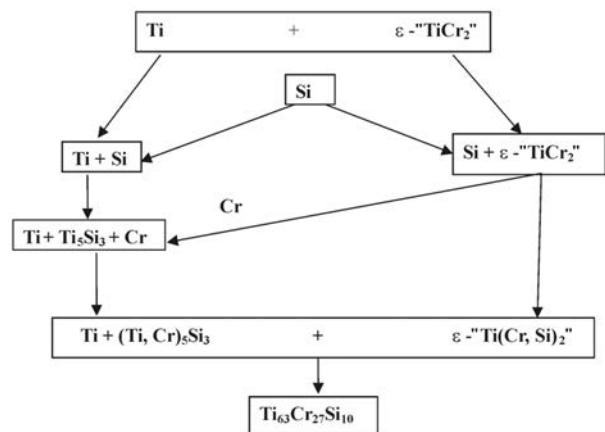 Ti + ε -"TiCr₂"
Si
Ti + Si
Si + ε -"TiCr₂"
Cr
Ti + Ti₅Si₃ + Cr
Ti + (Ti, Cr)₅Si₃ + ε -"Ti(Cr, Si)₂"
Ti₆₃Cr₂₇Si₁₀